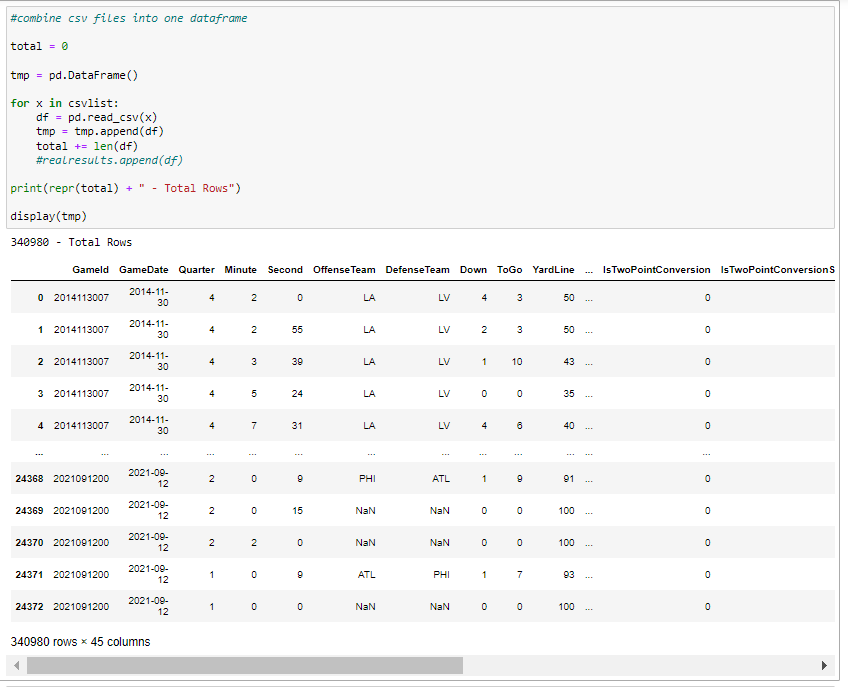 #combine csv files into one dataframe
total = 0
tmp = pd.DataFrame()
for x in csvlist:
    df = pd.read_csv(x)
    tmp = tmp.append(df)
    total += len(df)
    #realresults.append(df)
print(repr(total) + " - Total Rows")
display(tmp)
340980 - Total Rows
GameId GameDate Quarter Minute Second OffenseTeam DefenseTeam Down ToGo YardLine ... IsTwoPointConversion IsTwoPointConversionS
0 2014113007 2014-11-30 4 2 0 LA LV 4 3 50 ... 0
1 2014113007 2014-11-30 4 2 55 LA LV 2 3 50 ... 0
2 2014113007 2014-11-30 4 3 39 LA LV 1 10 43 ... 0
3 2014113007 2014-11-30 4 5 24 LA LV 0 0 35 ... 0
4 2014113007 2014-11-30 4 7 31 LA LV 4 6 40 ... 0
... ... ... ... ... ... ... ... ... ... ... ... ...
24368 2021091200 2021-09-12 2 0 9 PHI ATL 1 9 91 ... 0
24369 2021091200 2021-09-12 2 0 15 NaN NaN 0 0 100 ... 0
24370 2021091200 2021-09-12 2 2 0 NaN NaN 0 0 100 ... 0
24371 2021091200 2021-09-12 1 0 9 ATL PHI 1 7 93 ... 0
24372 2021091200 2021-09-12 1 0 0 NaN NaN 0 0 100 ... 0
340980 rows × 45 columns